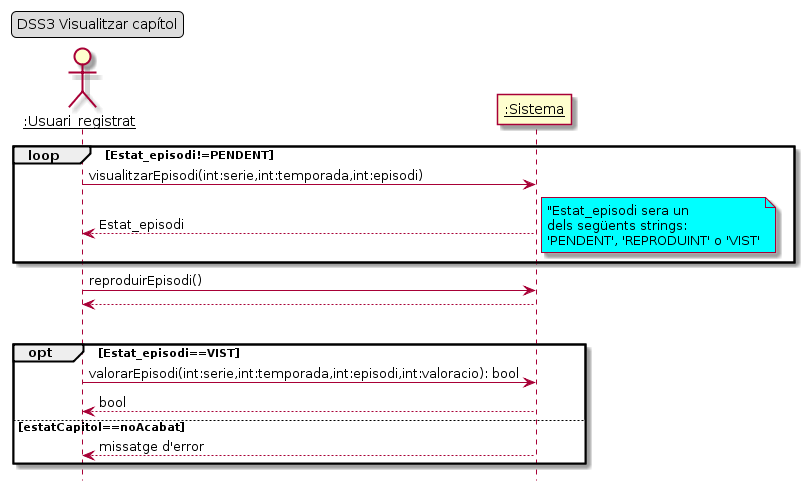 DSS3 Visualitzar capítol
:Usuari_registrat
:Sistema
loop [Estat_episodi!=PENDENT]
visualitzarEpisodi(int:serie,int:temporada,int:episodi)
"Estat_episodi sera un
dels següents strings:
'PENDENT', 'REPRODUINT' o 'VIST'
Estat_episodi
reproduirEpisodi()
opt [Estat_episodi==VIST]
valorarEpisodi(int:serie,int:temporada,int:episodi,int:valoracio): bool
bool
[estatCapitol==noAcabat]
missatge d'error